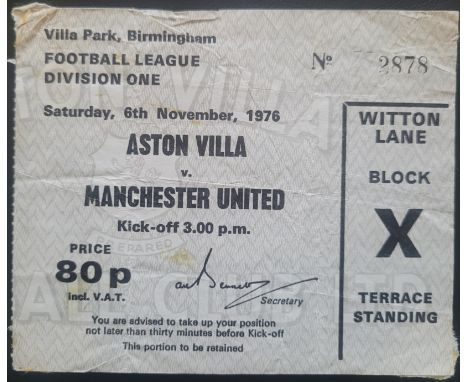 Villa Park, Birmingham
FOOTBALL LEAGUE
DIVISION ONE
№ 2878
Saturday, 6th November, 1976
ASTON VILLA
v.
MANCHESTER UNITED
Kick-off 3.00 p.m.
PRICE
80p
incl. V.A.T.
Secretary
You are advised to take up your position
not later than thirty minutes before Kick-off
This portion to be retained
WITTON
LANE
BLOCK
X
TERRACE
STANDING
PREPARED